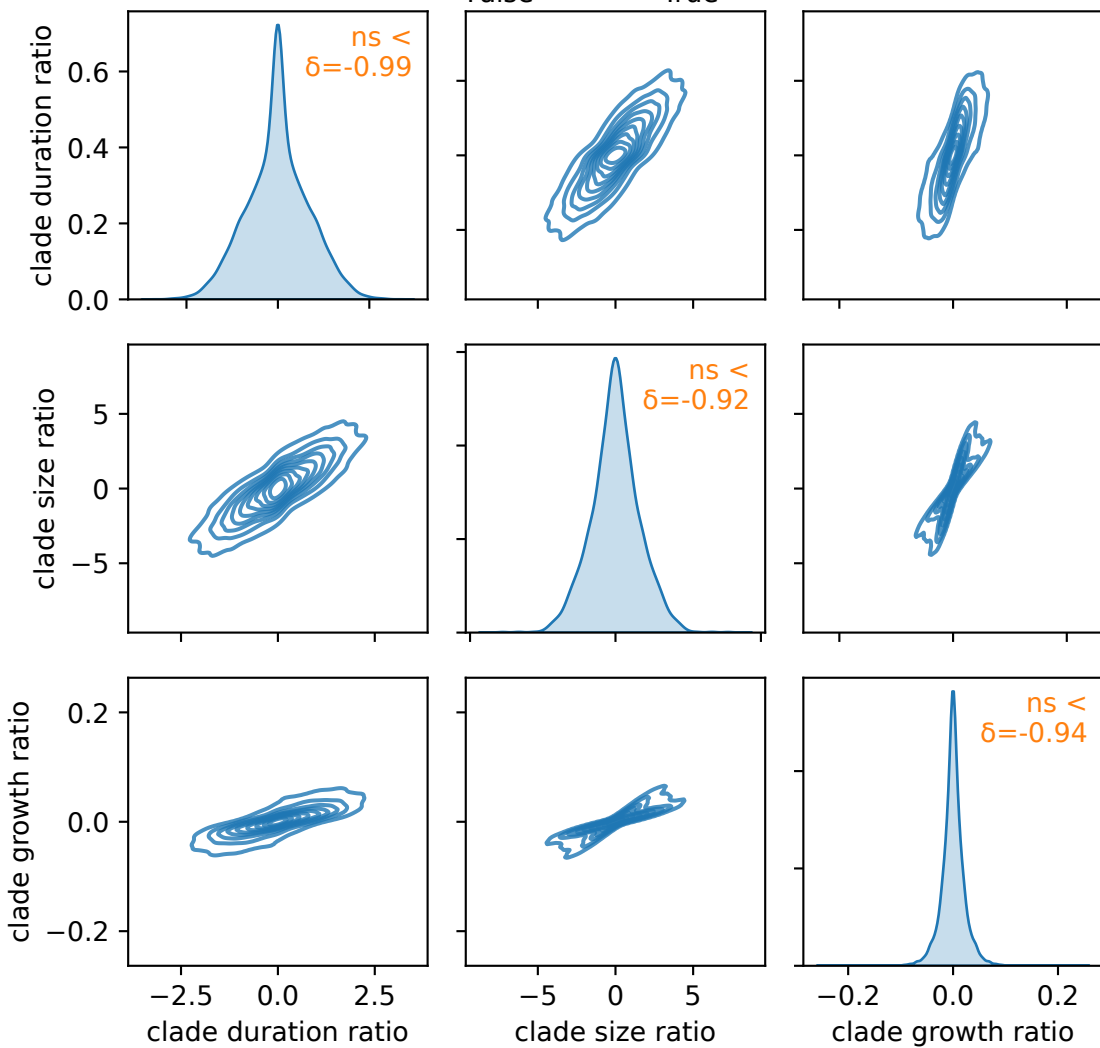 clade duration ratio
0.6
0.4
0.2
0.0
ns <
δ=-0.99
clade size ratio
5
0
−5
ns <
δ=-0.92
clade growth ratio
0.2
0.0
−0.2
ns <
δ=-0.94
−2.5 0.0 2.5
−5 0 5
−0.2 0.0 0.2
clade duration ratio
clade size ratio
clade growth ratio